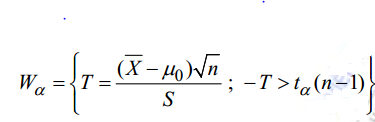 W_α = { T = (X̅ − μ₀)√n / S ; −T > t_α (n−1) }